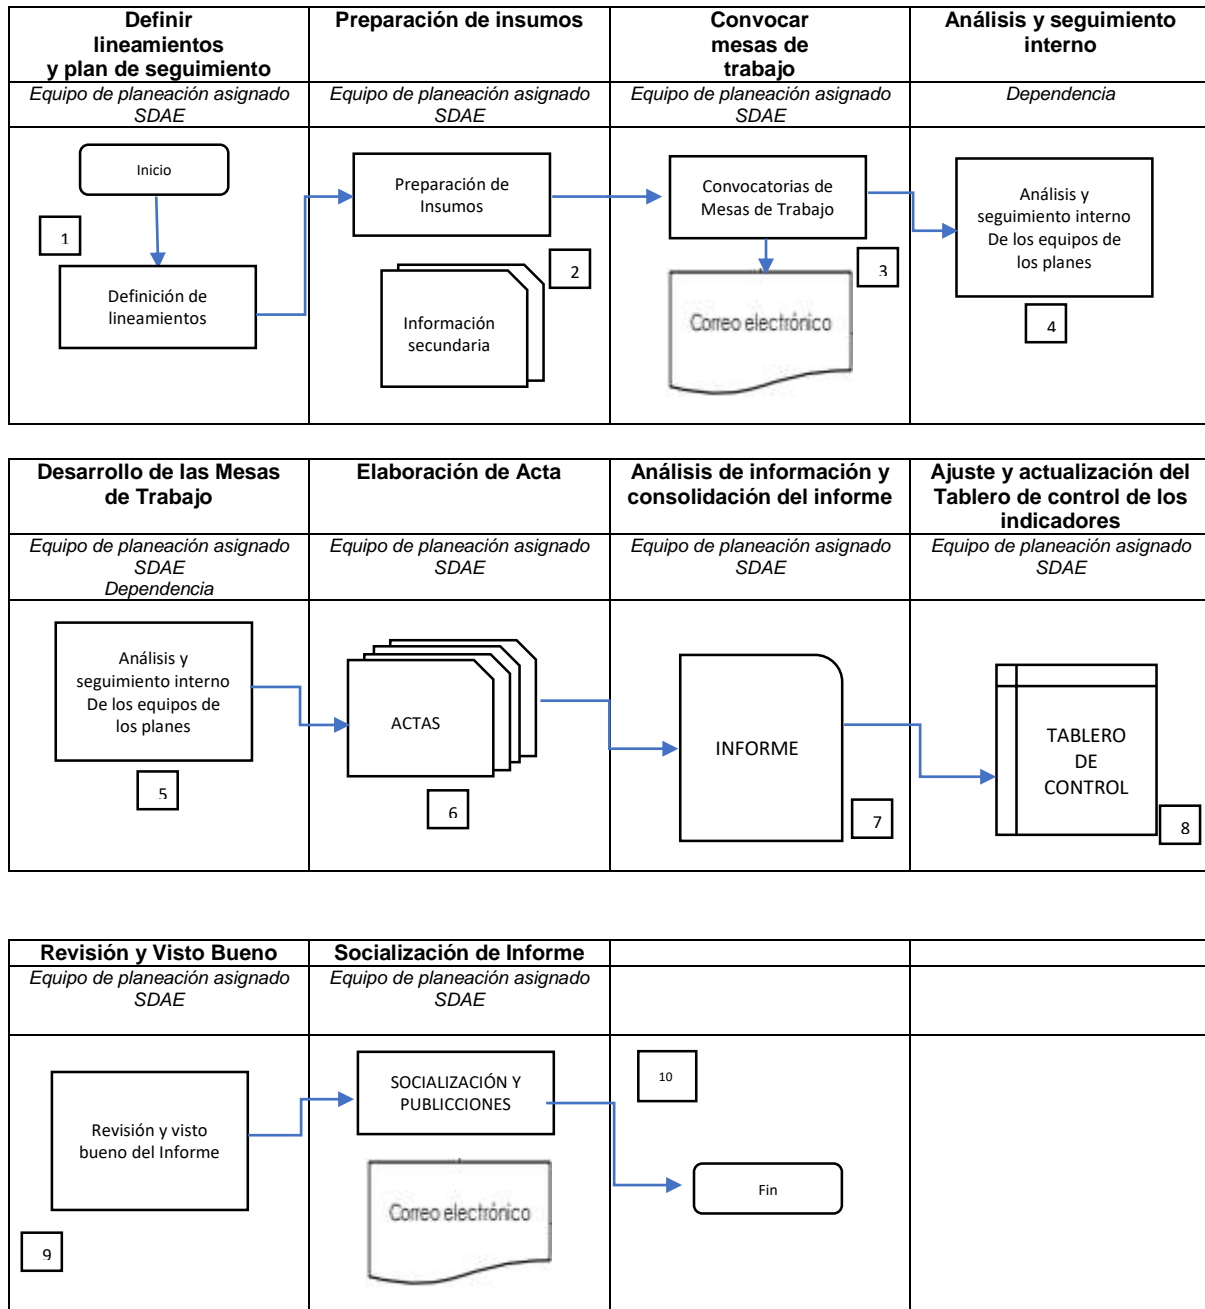 Definir
lineamientos
y plan de seguimiento
Preparación de insumos
Convocar
mesas de
trabajo
Análisis y seguimiento
interno
Equipo de planeación asignado
SDAE
Equipo de planeación asignado
SDAE
Equipo de planeación asignado
SDAE
Dependencia
Inicio
1
Definición de
lineamientos
Preparación de
Insumos
2
Información
secundaria
Convocatorias de
Mesas de Trabajo
3
Correo electrónico
Análisis y
seguimiento interno
De los equipos de
los planes
4
Desarrollo de las Mesas
de Trabajo
Elaboración de Acta
Análisis de información y
consolidación del informe
Ajuste y actualización del
Tablero de control de los
indicadores
Equipo de planeación asignado
SDAE
Dependencia
Equipo de planeación asignado
SDAE
Equipo de planeación asignado
SDAE
Equipo de planeación asignado
SDAE
Análisis y
seguimiento interno
De los equipos de
los planes
5
ACTAS
6
INFORME
7
TABLERO
DE
CONTROL
8
Revisión y Visto Bueno
Socialización de Informe
Equipo de planeación asignado
SDAE
Equipo de planeación asignado
SDAE
Revisión y visto
bueno del Informe
9
SOCIALIZACIÓN Y
PUBLICCIONES
Correo electrónico
10
Fin